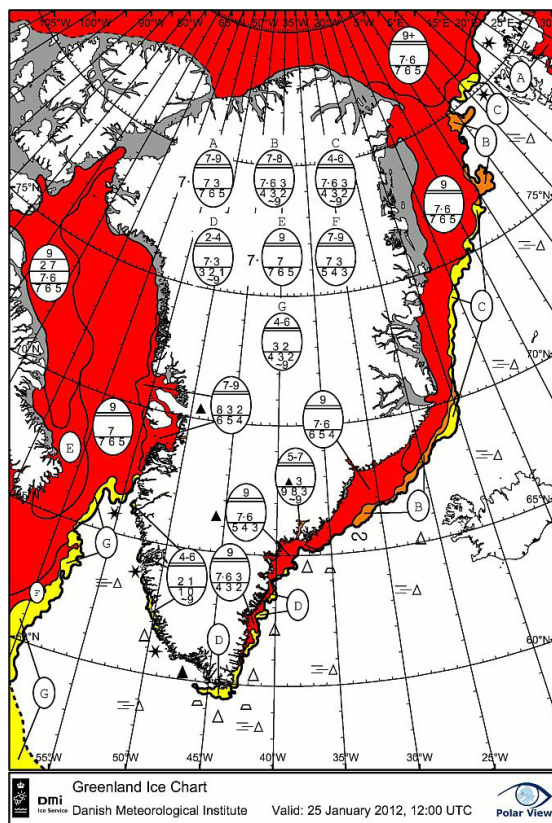 105°W 75°W 60°W 45°W 30°W 15°W 0° 5°E 15°E 20°E 30°E
9+
7·6
7 6 5
A
C
B
A B C
7-9 7-8 4-6
7· 7 3 7·6 3 7·6 3
7 6 5 4 3 2 4 3 2
~9 ~9
75°N
75°N
9
7·6
7 6 5
D E F
2-4 9 7-9
7·3 7· 7 7 3
3 2 1 7 6 5 5 4 3
~9
9
2 7
7·6
7 6 5
G
4-6
3 2
4 3 2
~9
C
70°N
70°N
7-9
8 3 2
6 5 4
9
7·6
6 5 4
9
7
7 6 5
E
5-7
▲3
9 8 3
~9
9
7·6
5 4 3
B
65°N
65°N
G
4-6
2 1
1 0
~9
9
7·6 3
4 3 2
F
D
D
60°N
60°N
G
55°W 50°W 45°W 40°W 35°W 30°W 25°W
DMI
Ice Service
Greenland Ice Chart
Danish Meteorological Institute
Valid: 25 January 2012, 12:00 UTC
Polar View